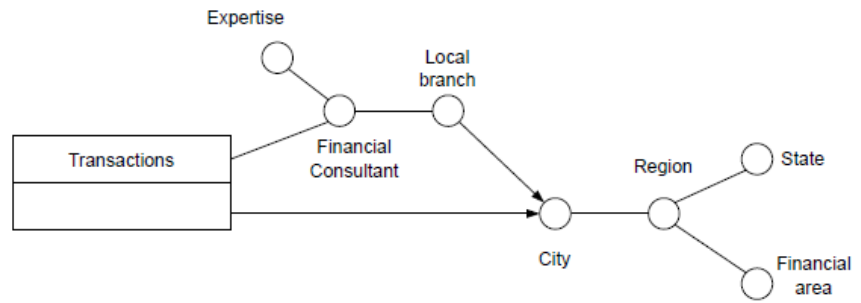 Expertise
Local
branch
Transactions
Financial
Consultant
Region
State
City
Financial
area